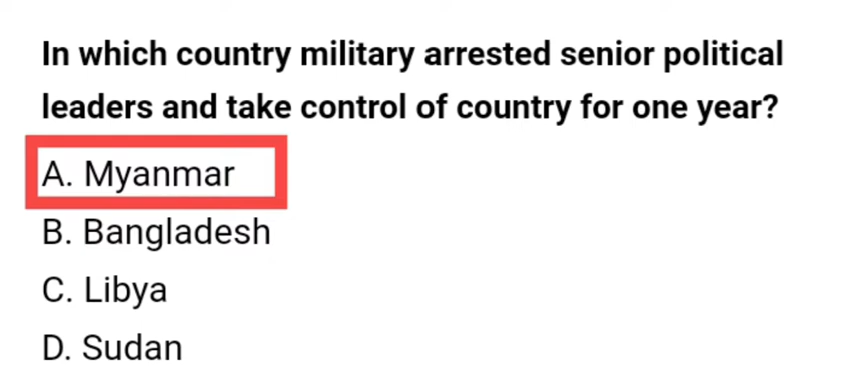 In which country military arrested senior political
leaders and take control of country for one year?
A. Myanmar
B. Bangladesh
C. Libya
D. Sudan